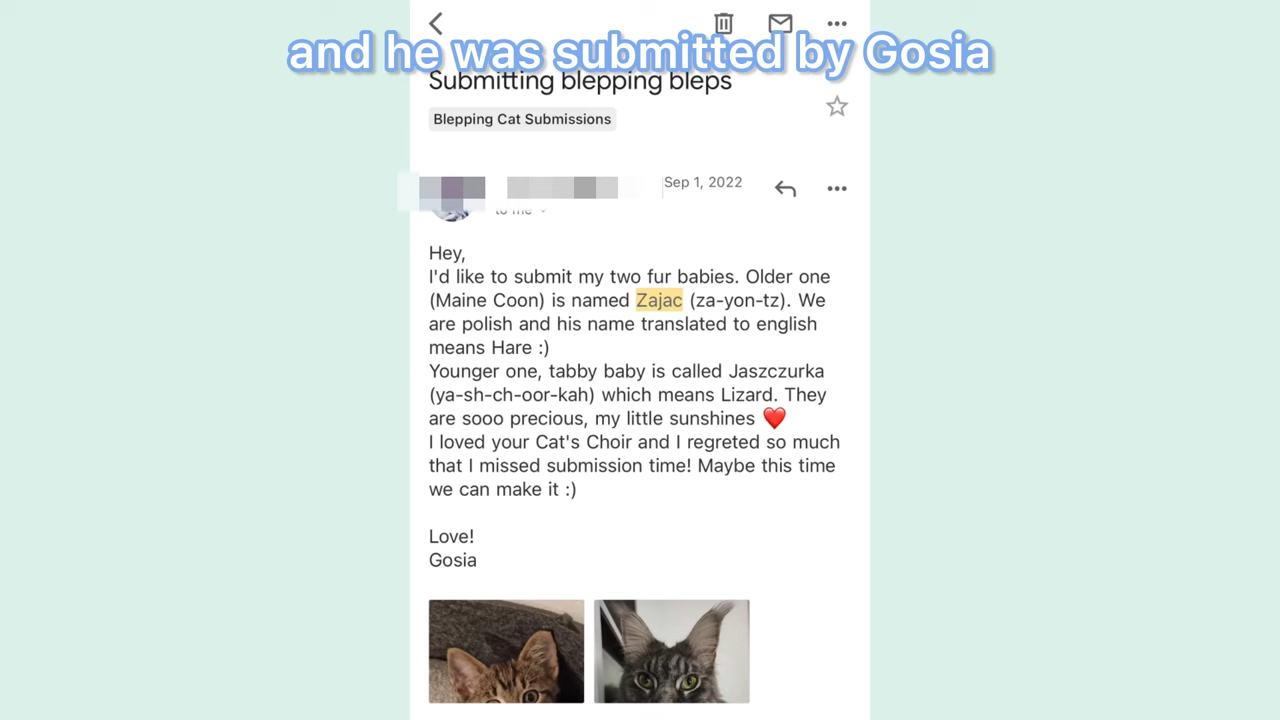 and he was submitted by Gosia
Submitting blepping bleps
Blepping Cat Submissions
Sep 1, 2022
to me
Hey,
I'd like to submit my two fur babies. Older one
(Maine Coon) is named Zajac (za-yon-tz). We
are polish and his name translated to english
means Hare :)
Younger one, tabby baby is called Jaszczurka
(ya-sh-ch-oor-kah) which means Lizard. They
are sooo precious, my little sunshines ❤️
I loved your Cat's Choir and I regreted so much
that I missed submission time! Maybe this time
we can make it :)
Love!
Gosia